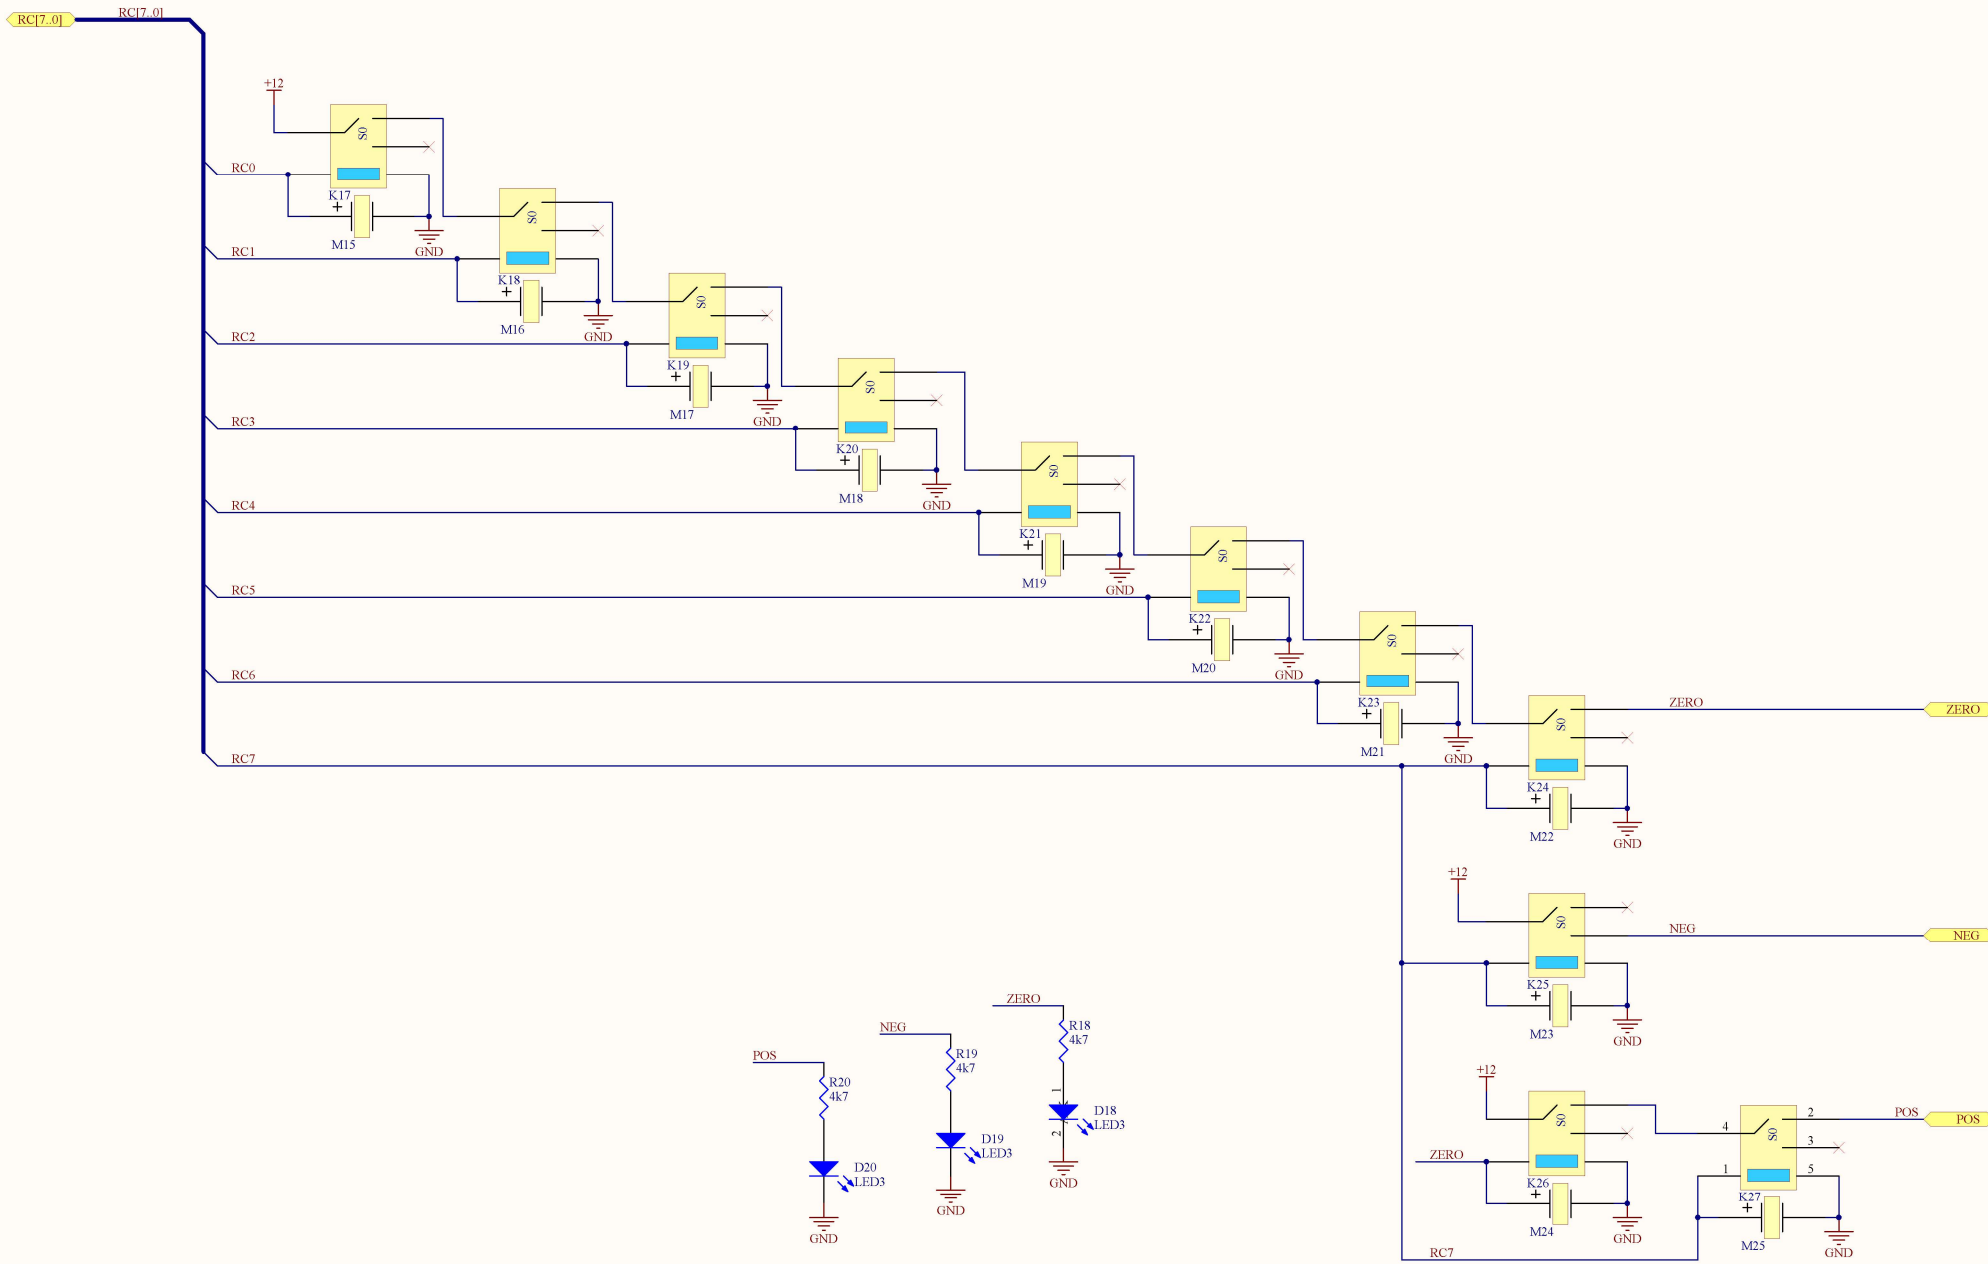 RC[7..0]
RC[7..0]
+12
S0
RC0
K17
+
M15
GND
S0
RC1
K18
+
M16
GND
S0
RC2
K19
+
M17
GND
S0
RC3
K20
+
M18
GND
S0
RC4
K21
+
M19
GND
S0
RC5
K22
+
M20
GND
S0
RC6
K23
+
M21
GND
S0
ZERO
ZERO
RC7
K24
+
M22
GND
+12
S0
NEG
NEG
K25
+
M23
GND
POS
R20
4k7
D20
LED3
GND
NEG
R19
4k7
D19
LED3
GND
ZERO
R18
4k7
1
D18
LED3
2
GND
+12
S0
ZERO
K26
+
M24
GND
4
S0
2
POS
POS
3
1
5
K27
+
M25
GND
RC7